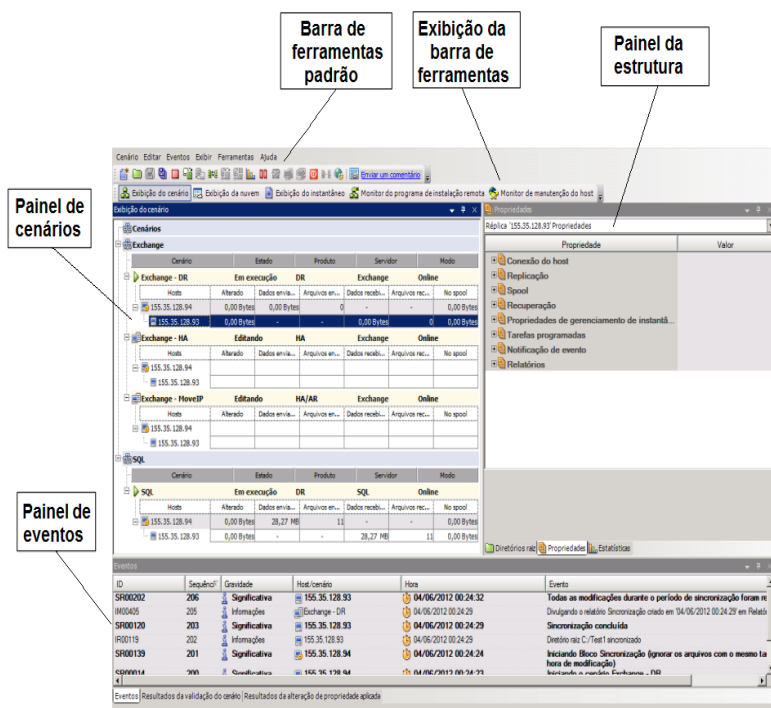 Barra de
ferramentas
padrão
Exibição da
barra de
ferramentas
Painel da
estrutura
Painel de
cenários
Painel de
eventos
Cenário Editar Eventos Exibir Ferramentas Ajuda
Enviar um comentário
Exibição do cenário Exibição da nuvem Exibição do instantâneo Monitor do programa de instalação remota Monitor de manutenção do host
Exibição do cenário
Cenários
Exchange
Cenário Estado Produto Servidor Modo
Exchange - DR Em execução DR Exchange Online
Hosts Alterado Dados envia... Arquivos en... Dados recebi... Arquivos rec... No spool
155.35.128.94 0,00 Bytes 0,00 Bytes 0 - - 0,00 Bytes
155.35.128.93 0,00 Bytes - - 0,00 Bytes 0 0,00 Bytes
Exchange - HA Editando HA Exchange Online
Hosts Alterado Dados envia... Arquivos en... Dados recebi... Arquivos rec... No spool
155.35.128.94
155.35.128.93
Exchange - MoveIP Editando HA/AR Exchange Online
Hosts Alterado Dados envia... Arquivos en... Dados recebi... Arquivos rec... No spool
155.35.128.94
155.35.128.93
SQL
Cenário Estado Produto Servidor Modo
SQL Em execução DR SQL Online
Hosts Alterado Dados envia... Arquivos en... Dados recebi... Arquivos rec... No spool
155.35.128.94 0,00 Bytes 28,27 MB 11 - - 0,00 Bytes
155.35.128.93 0,00 Bytes - - 28,27 MB 11 0,00 Bytes
Propriedades
Réplica '155.35.128.93' Propriedades
Propriedade Valor
Conexão do host
Replicação
Spool
Recuperação
Propriedades de gerenciamento de instantâ...
Tarefas programadas
Notificação de evento
Relatórios
Diretórios raiz Propriedades Estatísticas
Eventos
ID Sequênci Gravidade Host/cenário Hora Evento
SR00202 206 Significativa 155.35.128.93 04/06/2012 00:24:32 Todas as modificações durante o período de sincronização foram re
IM00405 205 Informações Exchange - DR 04/06/2012 00:24:29 Divulgando o relatório Sincronização criado em '04/06/2012 00:24:29' em Relató
SR00120 203 Significativa 155.35.128.93 04/06/2012 00:24:29 Sincronização concluída
IR00119 202 Informações 155.35.128.93 04/06/2012 00:24:29 Diretório raiz C:/Test1 sincronizado
SR00139 201 Significativa 155.35.128.94 04/06/2012 00:24:24 Iniciando Bloco Sincronização (ignorar os arquivos com o mesmo ta
hora de modificação)
SR00014 200 Significativa 155.35.128.94 04/06/2012 00:24:23 Iniciando o cenário Exchange - DR
Eventos Resultados da validação do cenário Resultados da alteração de propriedade aplicada